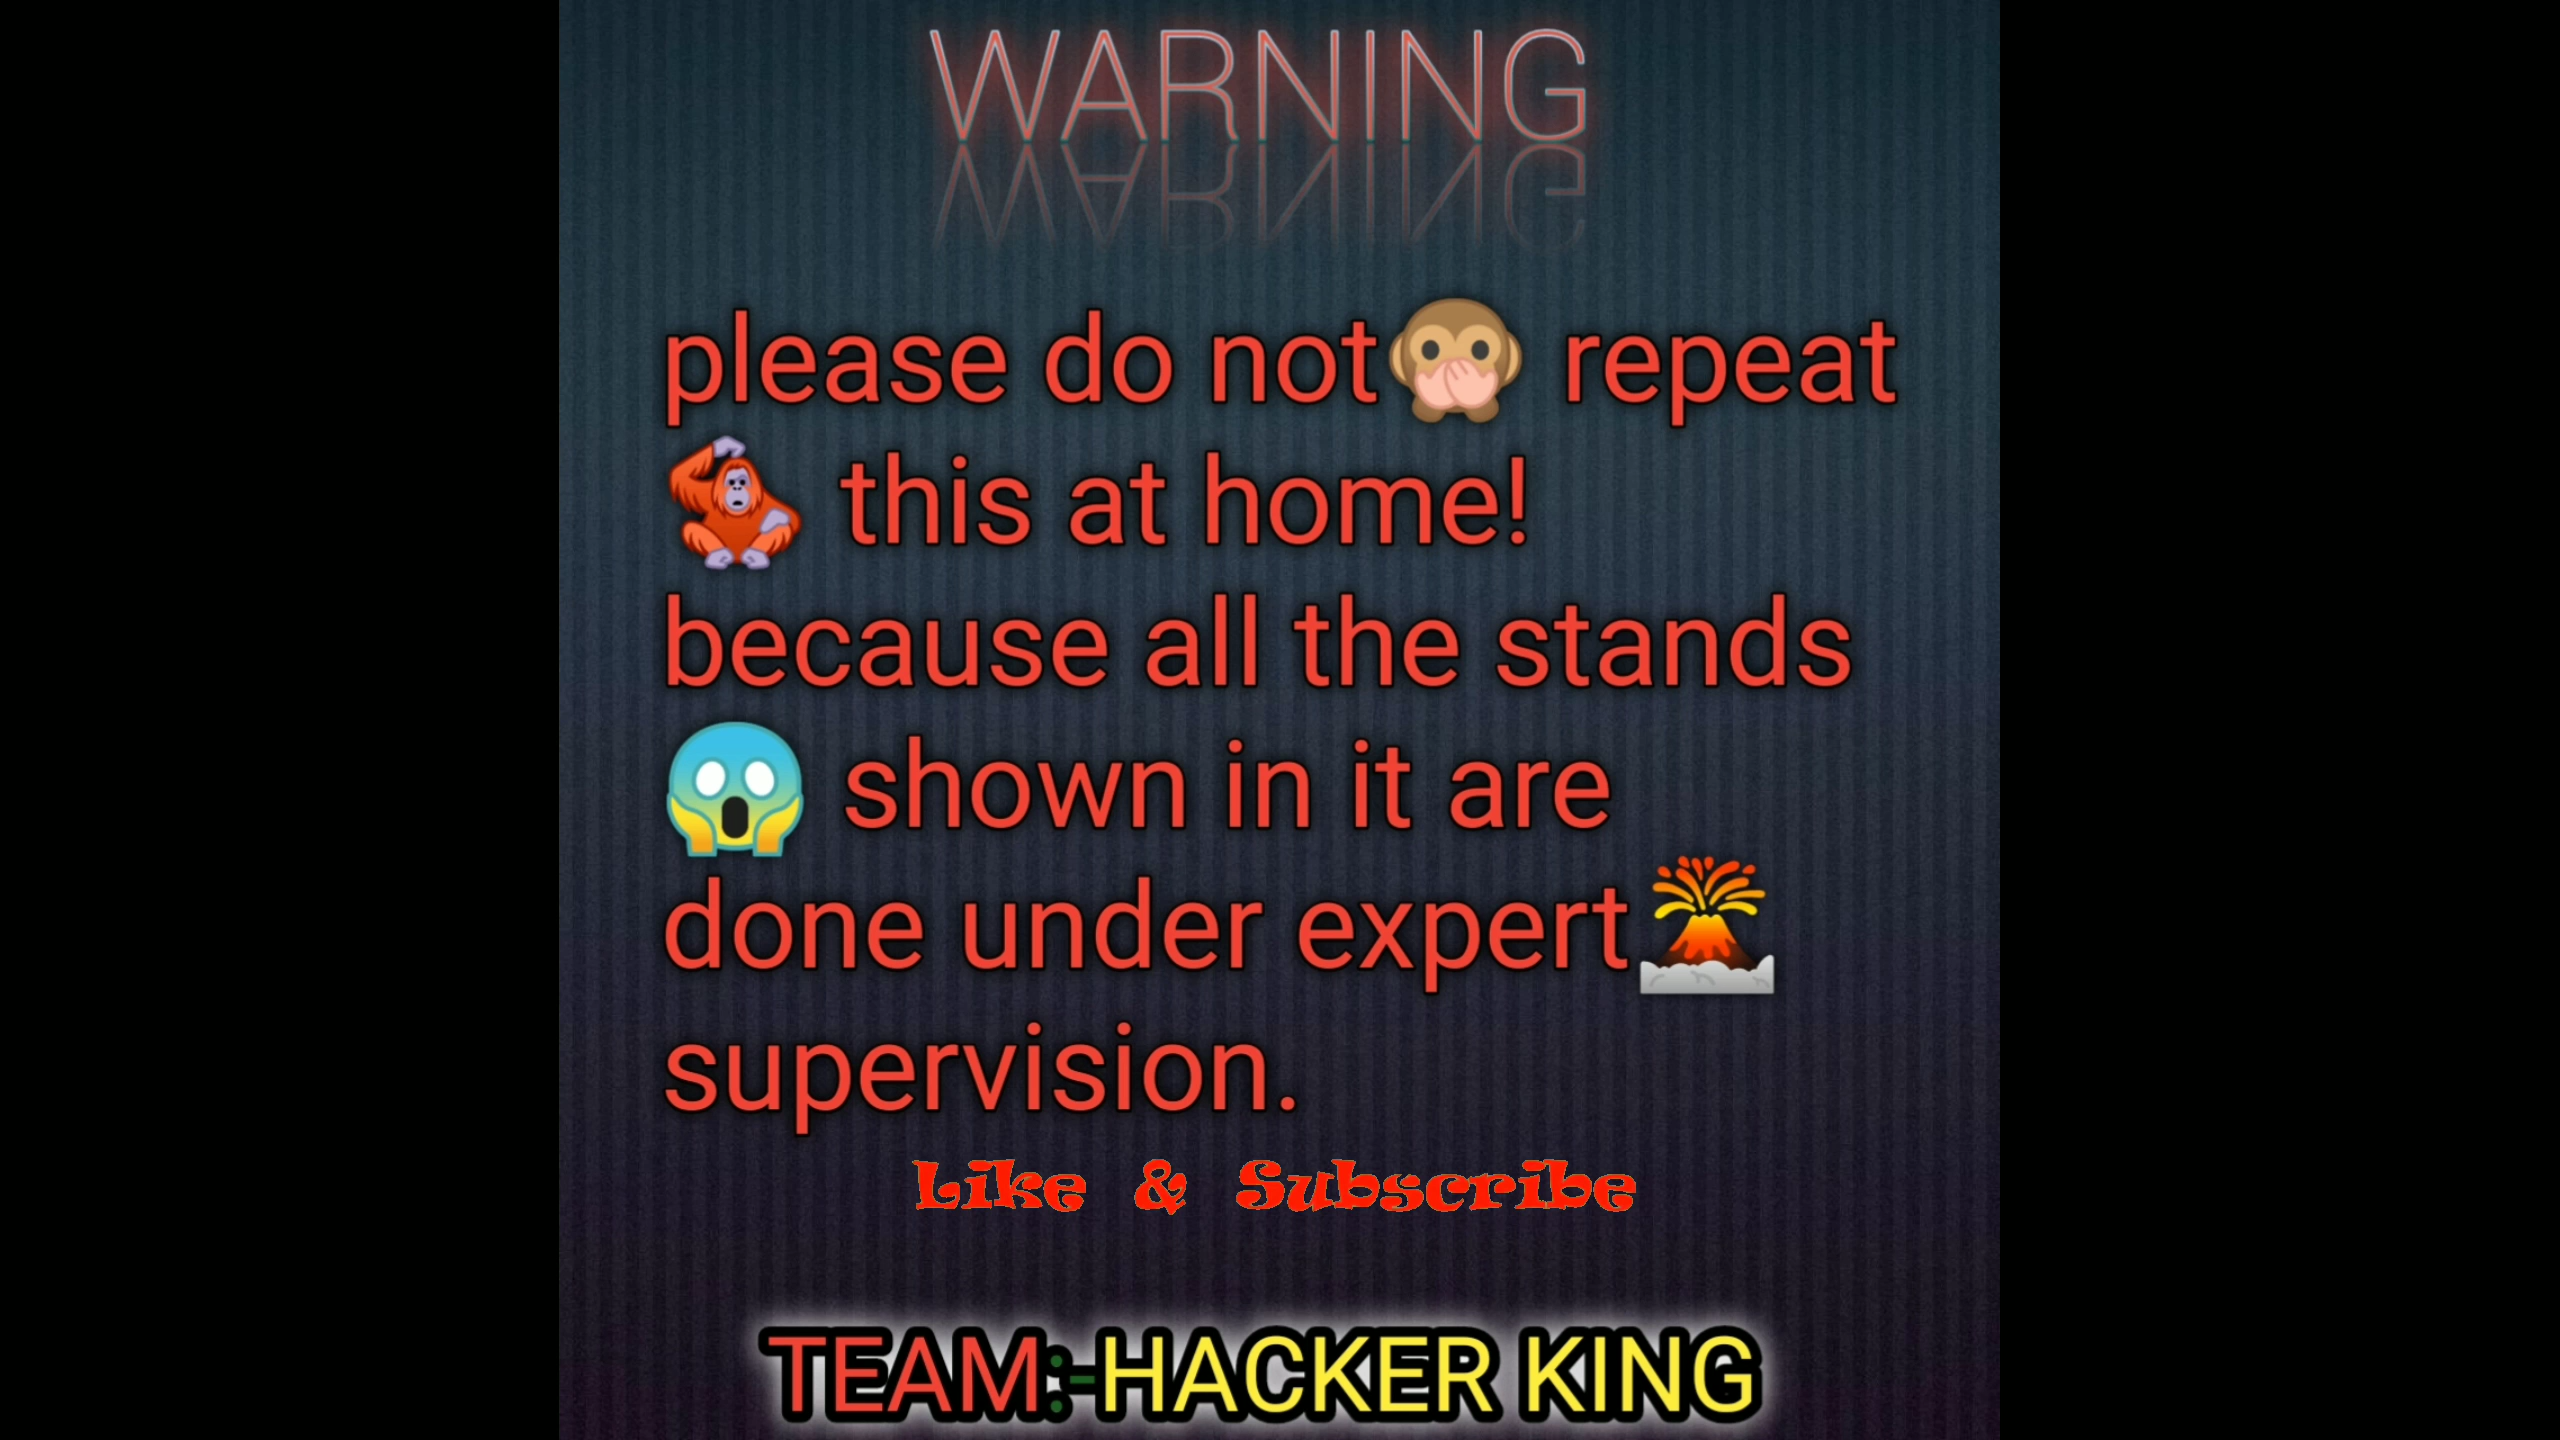 WARNING
please do not🙊 repeat
🦧 this at home!
because all the stands
😱 shown in it are
done under expert🌋
supervision.
Like & Subscribe
TEAM:-HACKER KING